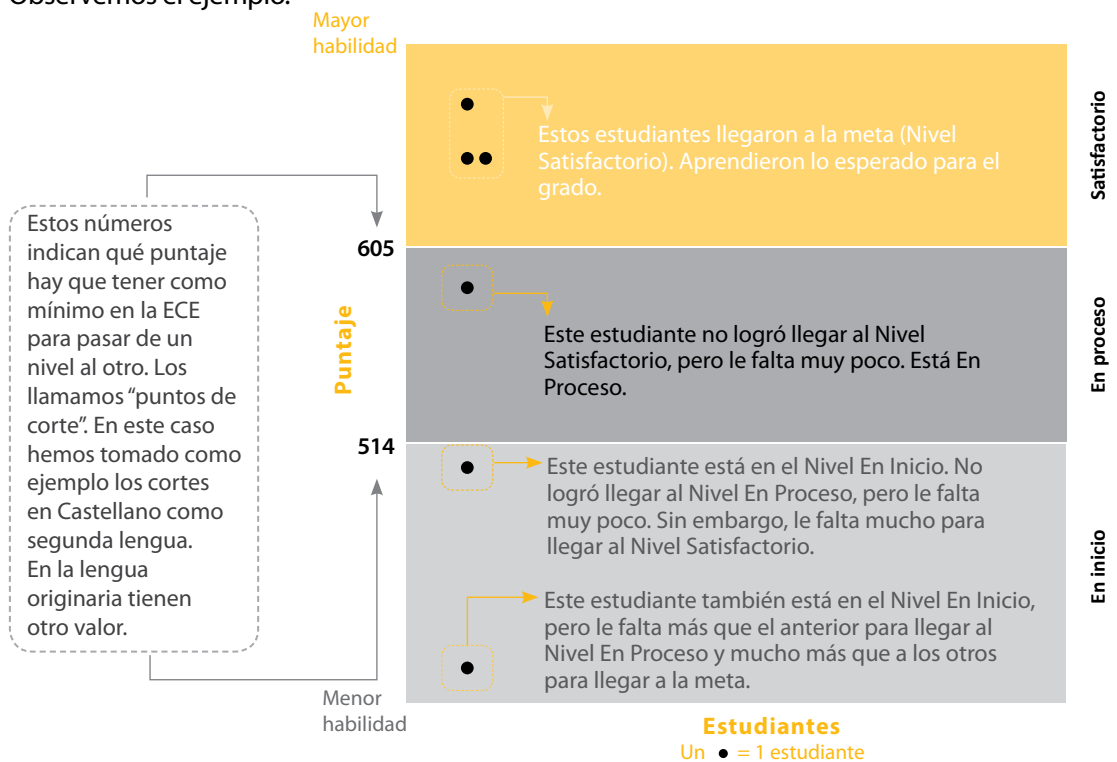 Observemos el ejemplo.
Mayor
habilidad
Estos estudiantes llegaron a la meta (Nivel
Satisfactorio). Aprendieron lo esperado para el
grado.
Satisfactorio
Estos números
indican qué puntaje
hay que tener como
mínimo en la ECE
para pasar de un
nivel al otro. Los
llamamos “puntos de
corte”. En este caso
hemos tomado como
ejemplo los cortes
en Castellano como
segunda lengua.
En la lengua
originaria tienen
otro valor.
605
Puntaje
Este estudiante no logró llegar al Nivel
Satisfactorio, pero le falta muy poco. Está En
Proceso.
En proceso
514
Este estudiante está en el Nivel En Inicio. No
logró llegar al Nivel En Proceso, pero le falta
muy poco. Sin embargo, le falta mucho para
llegar al Nivel Satisfactorio.
Este estudiante también está en el Nivel En Inicio,
pero le falta más que el anterior para llegar al
Nivel En Proceso y mucho más que a los otros
para llegar a la meta.
En inicio
Menor
habilidad
Estudiantes
Un ● = 1 estudiante